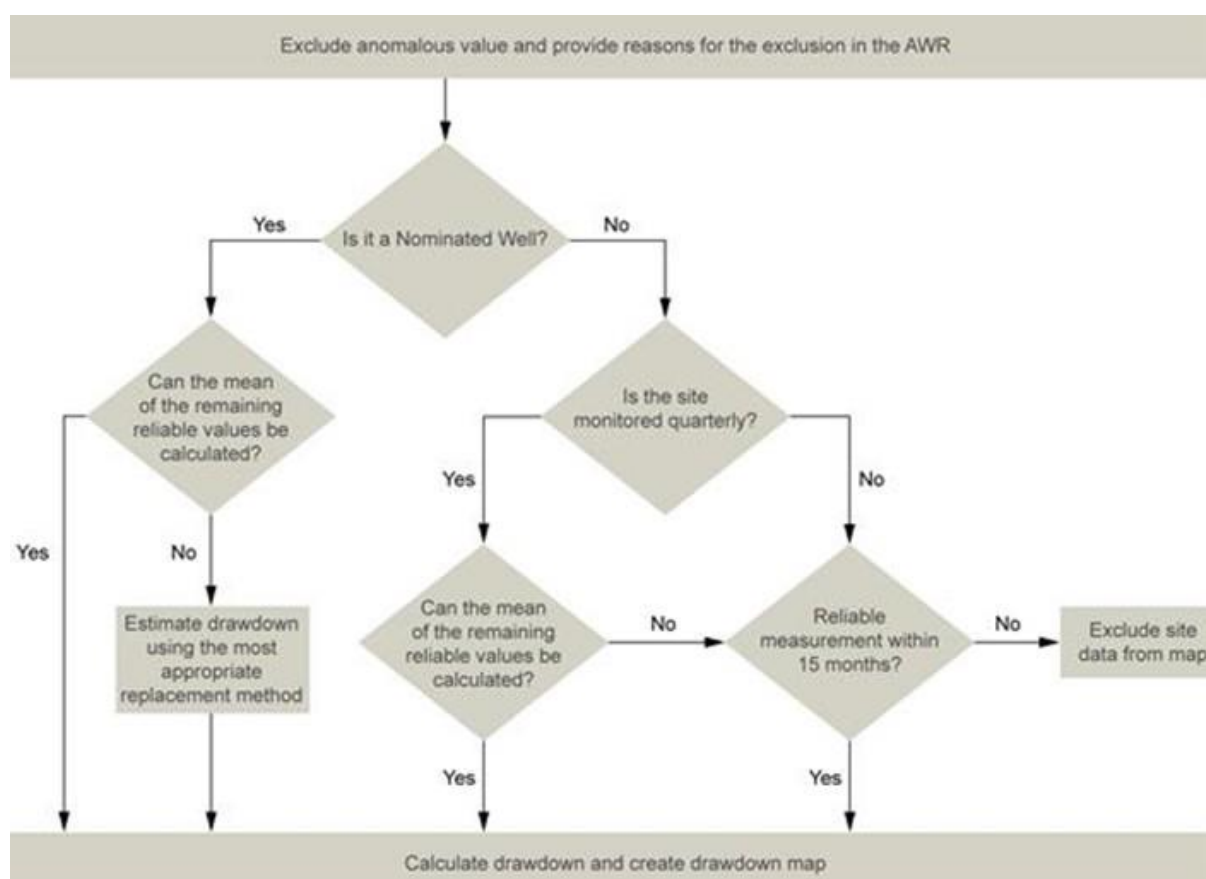 Exclude anomalous value and provide reasons for the exclusion in the AWR
Yes
Is it a Nominated Well?
No
Can the mean
of the remaining
reliable values be
calculated?
Is the site
monitored quarterly?
Yes
No
Yes
No
Estimate drawdown
using the most
appropriate
replacement method
Can the mean
of the remaining
reliable values be
calculated?
No
Reliable
measurement within
15 months?
No
Exclude site
data from map
Yes
Yes
Calculate drawdown and create drawdown map